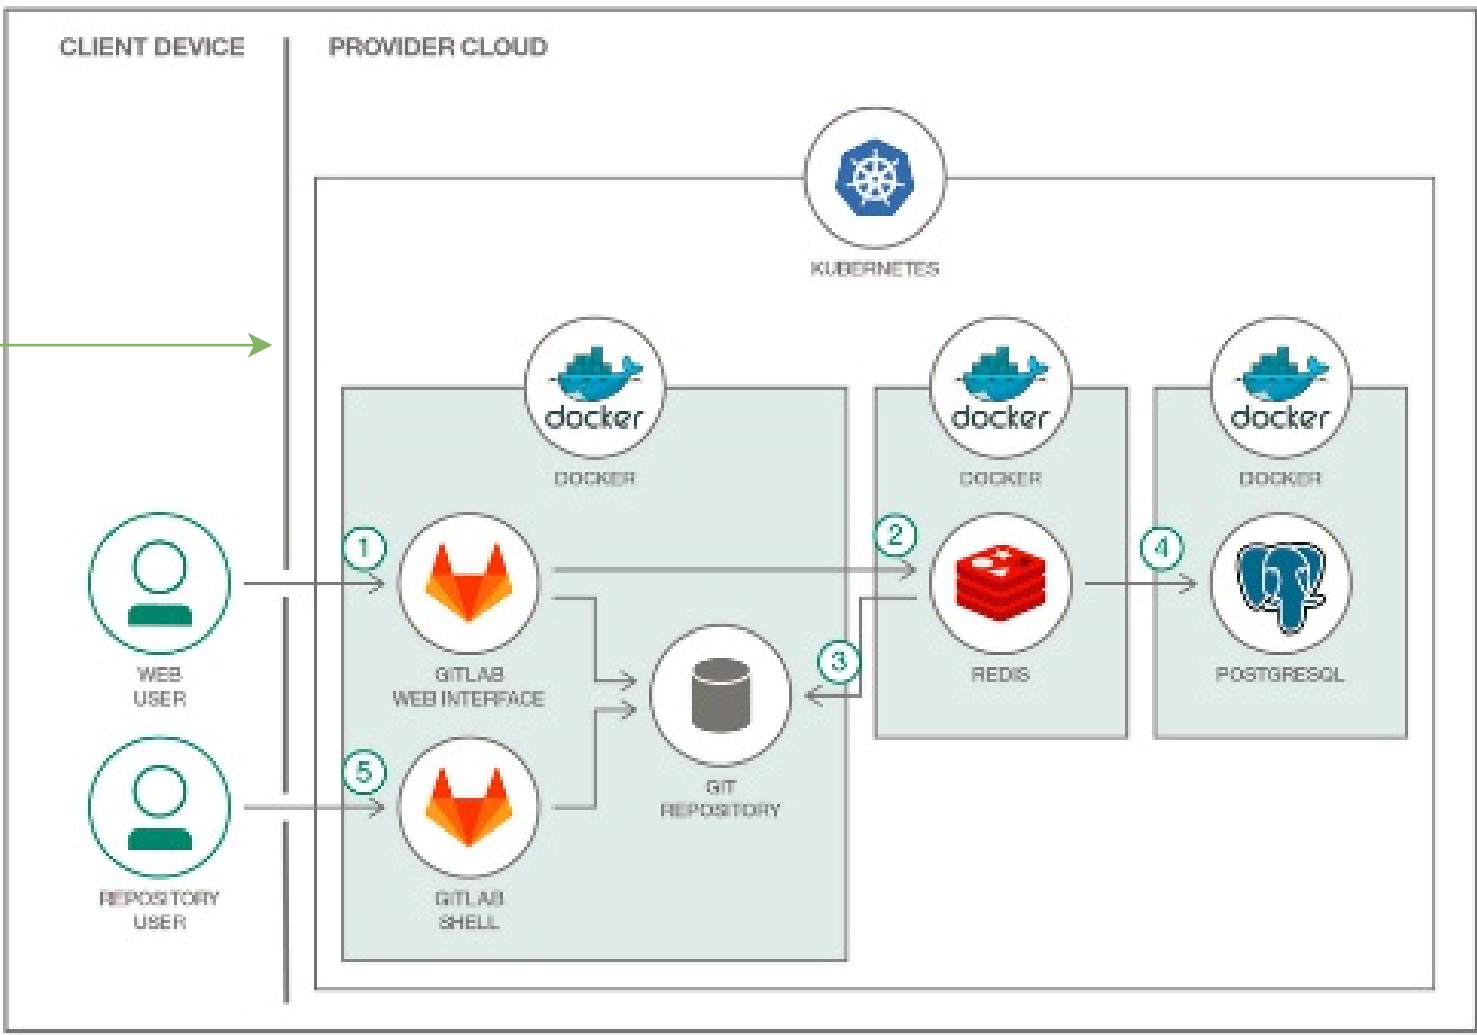 CLIENT DEVICE
PROVIDER CLOUD
KUBERNETES
docker
docker
docker
DOCKER
DOCKER
DOCKER
1
2
4
WEB
USER
GITLAB
WEB INTERFACE
3
REDIS
POSTGRESQL
5
GIT
REPOSITORY
REPOSITORY
USER
GITLAB
SHELL